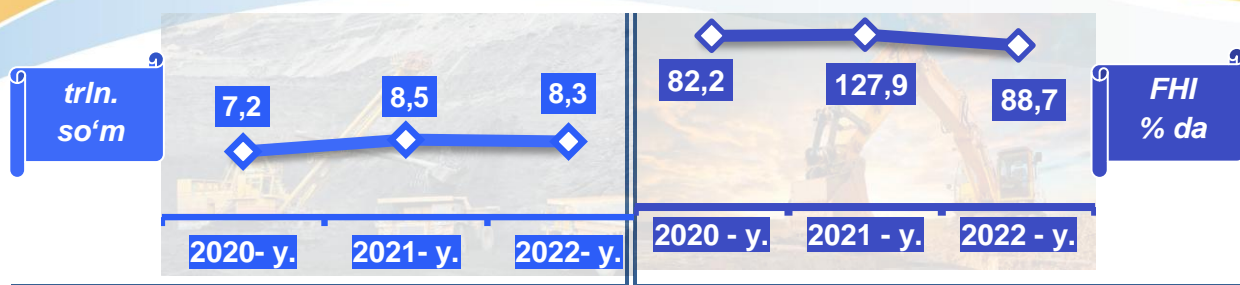 trln.
so‘m
7,2
8,5
8,3
2020- y.
2021- y.
2022- y.
82,2
127,9
88,7
2020 - y.
2021 - y.
2022 - y.
FHI
% da